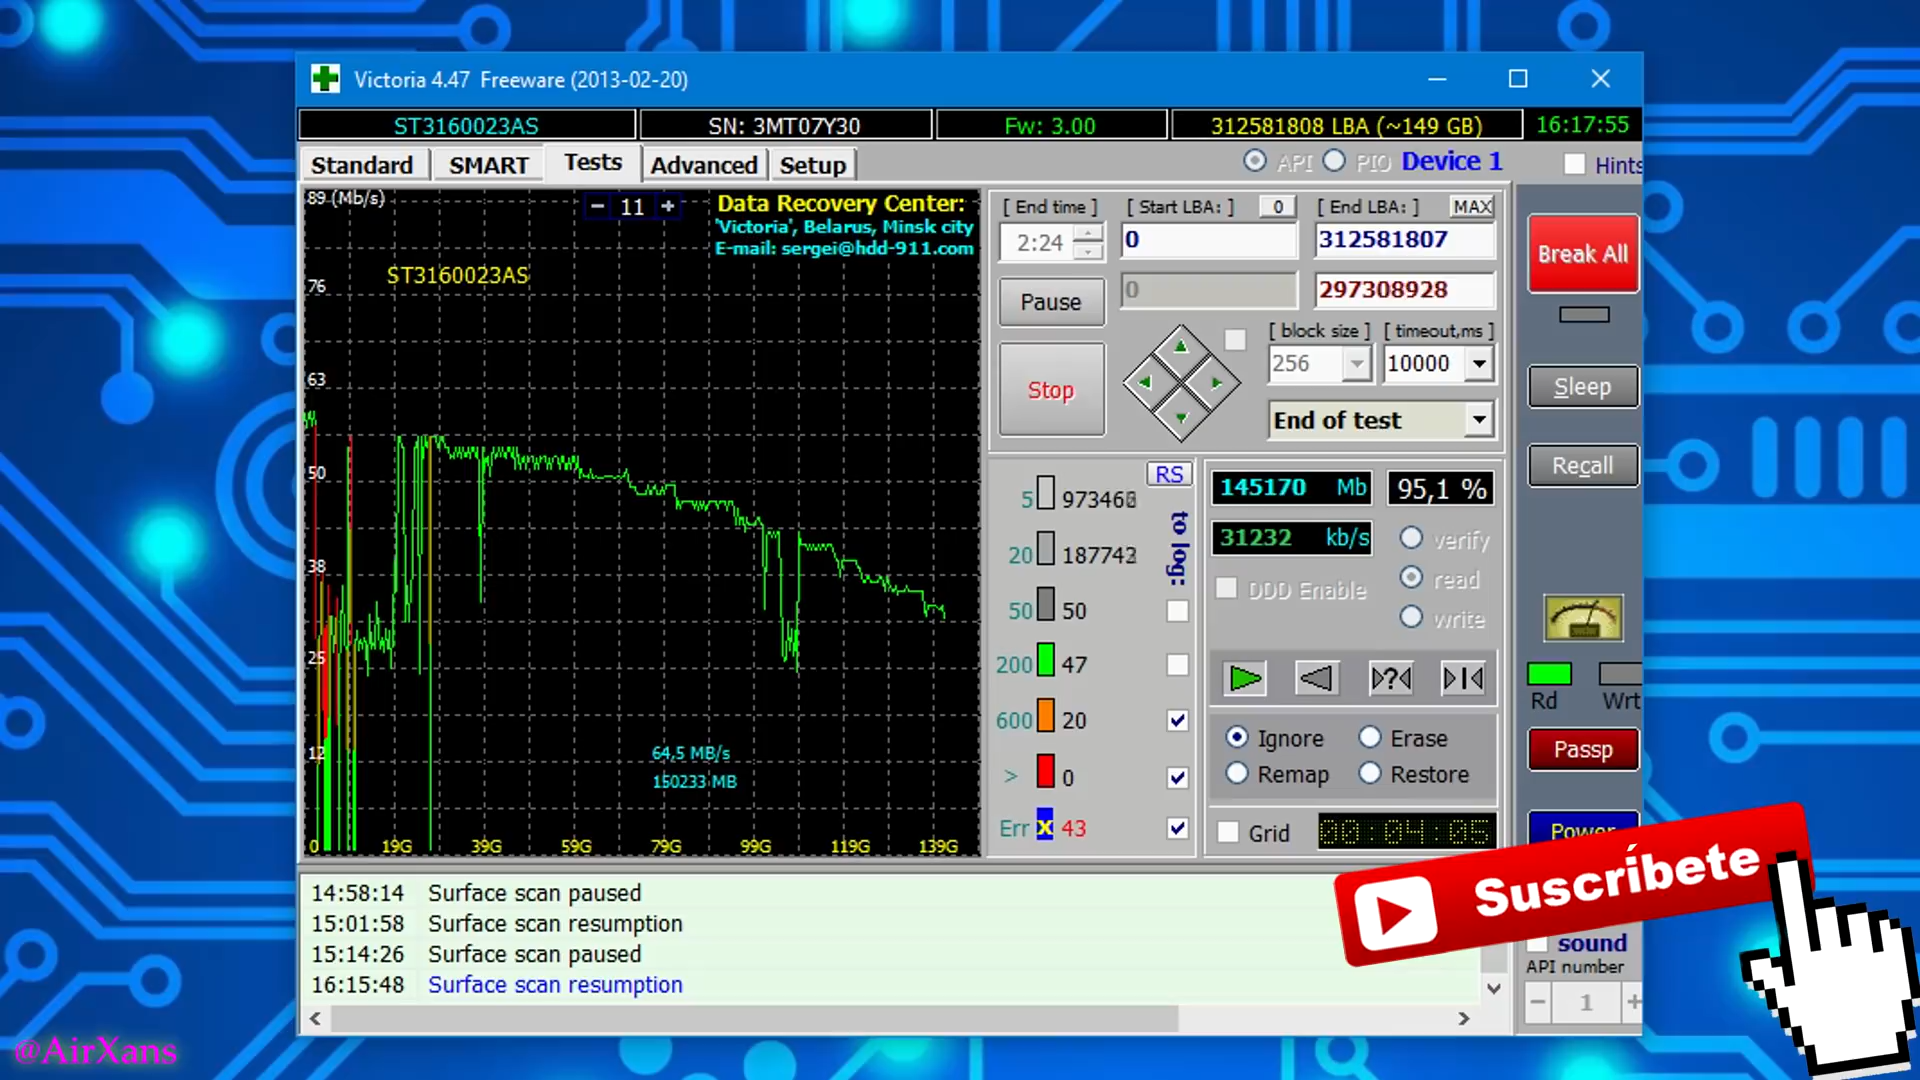 Victoria 4.47 Freeware (2013-02-20)
ST3160023AS
SN: 3MT07Y30
Fw: 3.00
312581808 LBA (~149 GB)
16:17:55
Standard
SMART
Tests
Advanced
Setup
API
PIO
Device 1
Hints
89 (Mb/s)
76
63
50
38
25
12
0
19G
39G
59G
79G
99G
119G
139G
− 11 +
Data Recovery Center:
'Victoria', Belarus, Minsk city
E-mail: sergei@hdd-911.com
ST3160023AS
64,5 MB/s
150233 MB
[ End time ]
[ Start LBA: ]
0
[ End LBA: ]
MAX
2:24
0
312581807
Pause
0
297308928
Stop
[ block size ]
[ timeout,ms ]
256
10000
End of test
RS
to log:
5
20
50 50
200 47
600 20
> 0
Err x 43
145170 Mb
95,1 %
31232 kb/s
verify
DDD Enable
read
write
Ignore
Erase
Remap
Restore
Grid
00:04:05
Break All
Sleep
Recall
Rd
Wrt
Passp
Power
sound
API number
− 1 +
14:58:14 Surface scan paused
15:01:58 Surface scan resumption
15:14:26 Surface scan paused
16:15:48 Surface scan resumption
Suscríbete
@AirXans